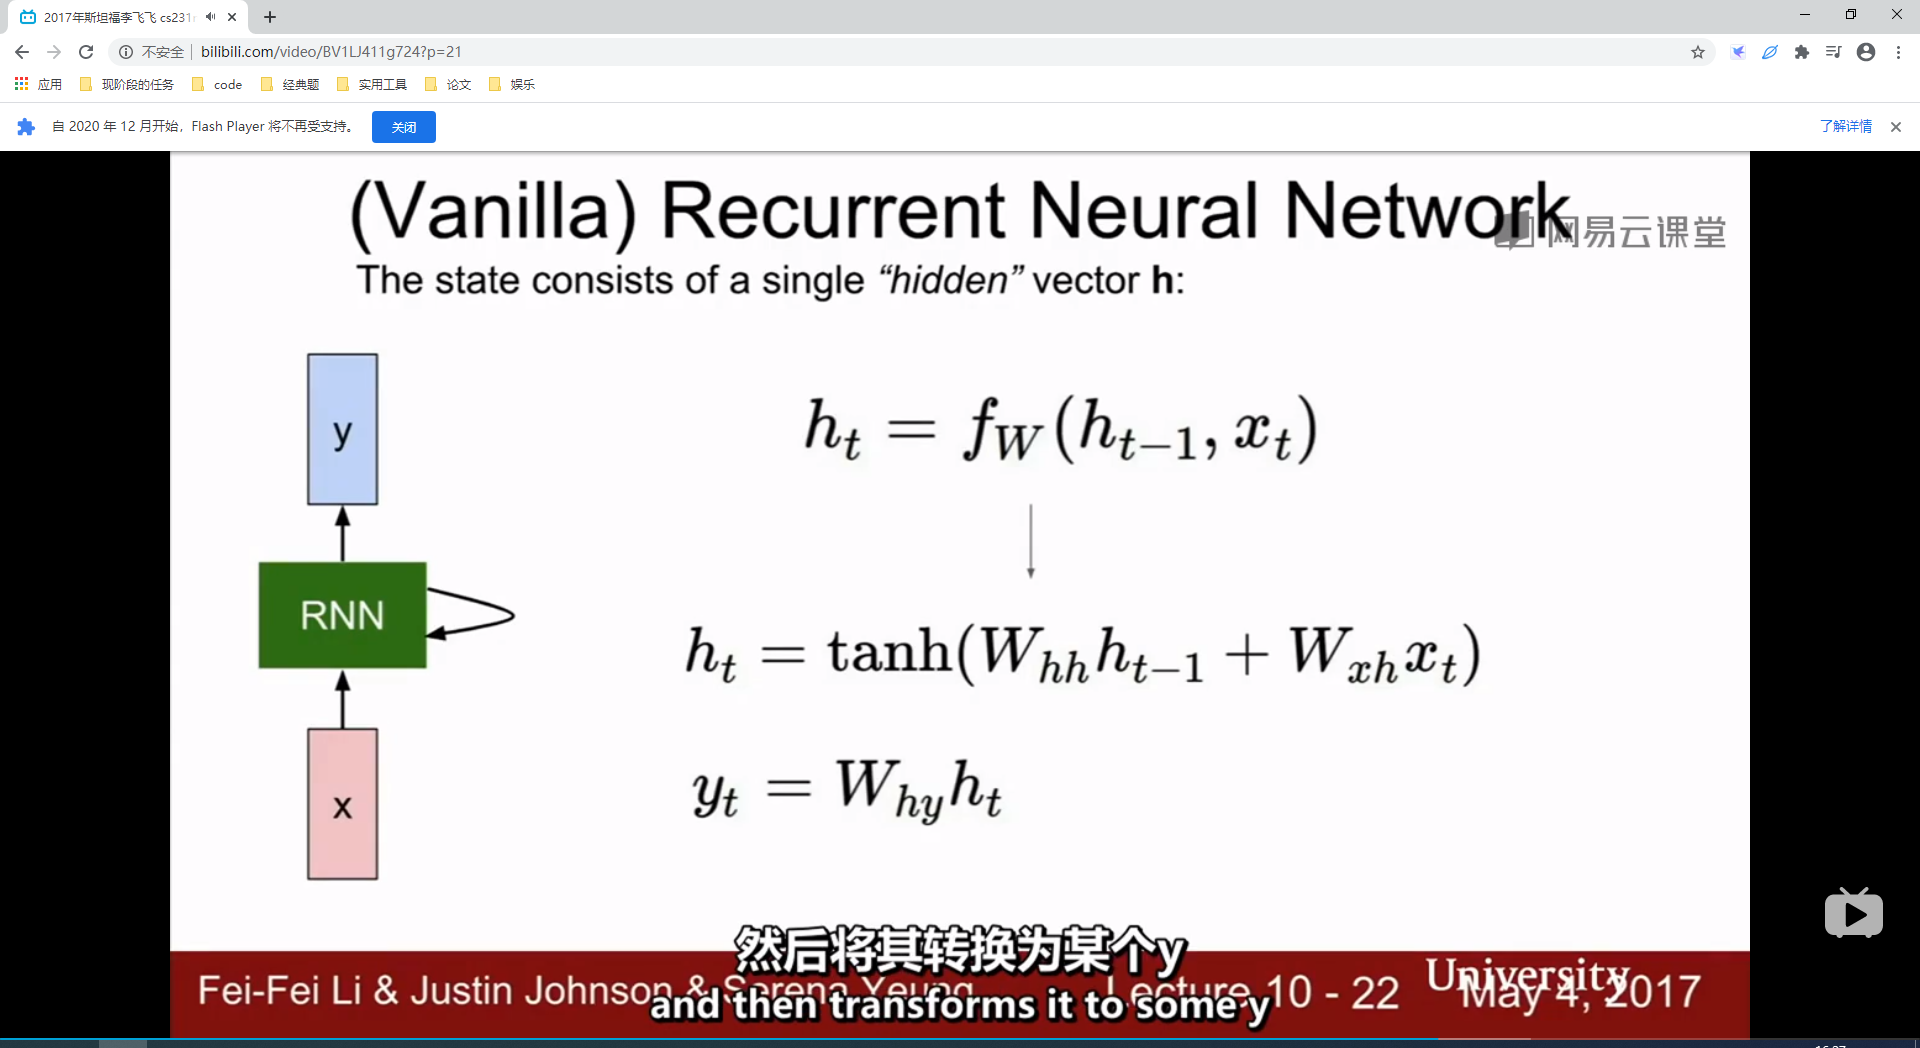 2017年斯坦福李飞飞 cs231
不安全 bilibili.com/video/BV1LJ411g724?p=21
应用 现阶段的任务 code 经典题 实用工具 论文 娱乐
自 2020 年 12 月开始，Flash Player 将不再受支持。 关闭 了解详情
(Vanilla) Recurrent Neural Network
网易云课堂
The state consists of a single “hidden” vector h:
y
h_t = f_W(h_{t-1}, x_t)
RNN
h_t = tanh(W_{hh}h_{t-1} + W_{xh}x_t)
y_t = W_{hy}h_t
x
然后将其转换为某个y
Fei-Fei Li & Justin Johnson & Serena Yeung Lecture 10 - 22 May 4, 2017
University
and then transforms it to some y